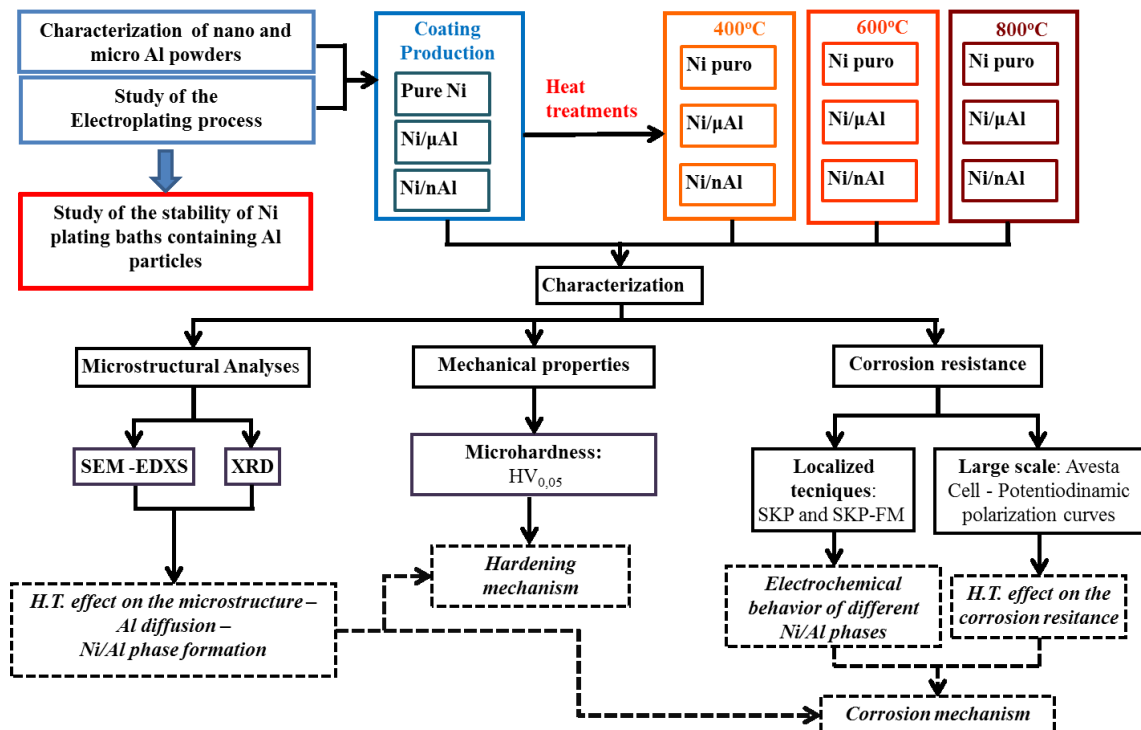 Characterization of nano and
micro Al powders
Study of the
Electroplating process
Study of the stability of Ni
plating baths containing Al
particles
Coating
Production
Pure Ni
Ni/μAl
Ni/nAl
Heat
treatments
400°C
Ni puro
Ni/μAl
Ni/nAl
600°C
Ni puro
Ni/μAl
Ni/nAl
800°C
Ni puro
Ni/μAl
Ni/nAl
Characterization
Microstructural Analyses
Mechanical properties
Corrosion resistance
SEM -EDXS
XRD
Microhardness:
HV0,05
Localized
tecniques:
SKP and SKP-FM
Large scale: Avesta
Cell - Potentiodinamic
polarization curves
H.T. effect on the microstructure –
Al diffusion –
Ni/Al phase formation
Hardening
mechanism
Electrochemical
behavior of different
Ni/Al phases
H.T. effect on the
corrosion resitance
Corrosion mechanism